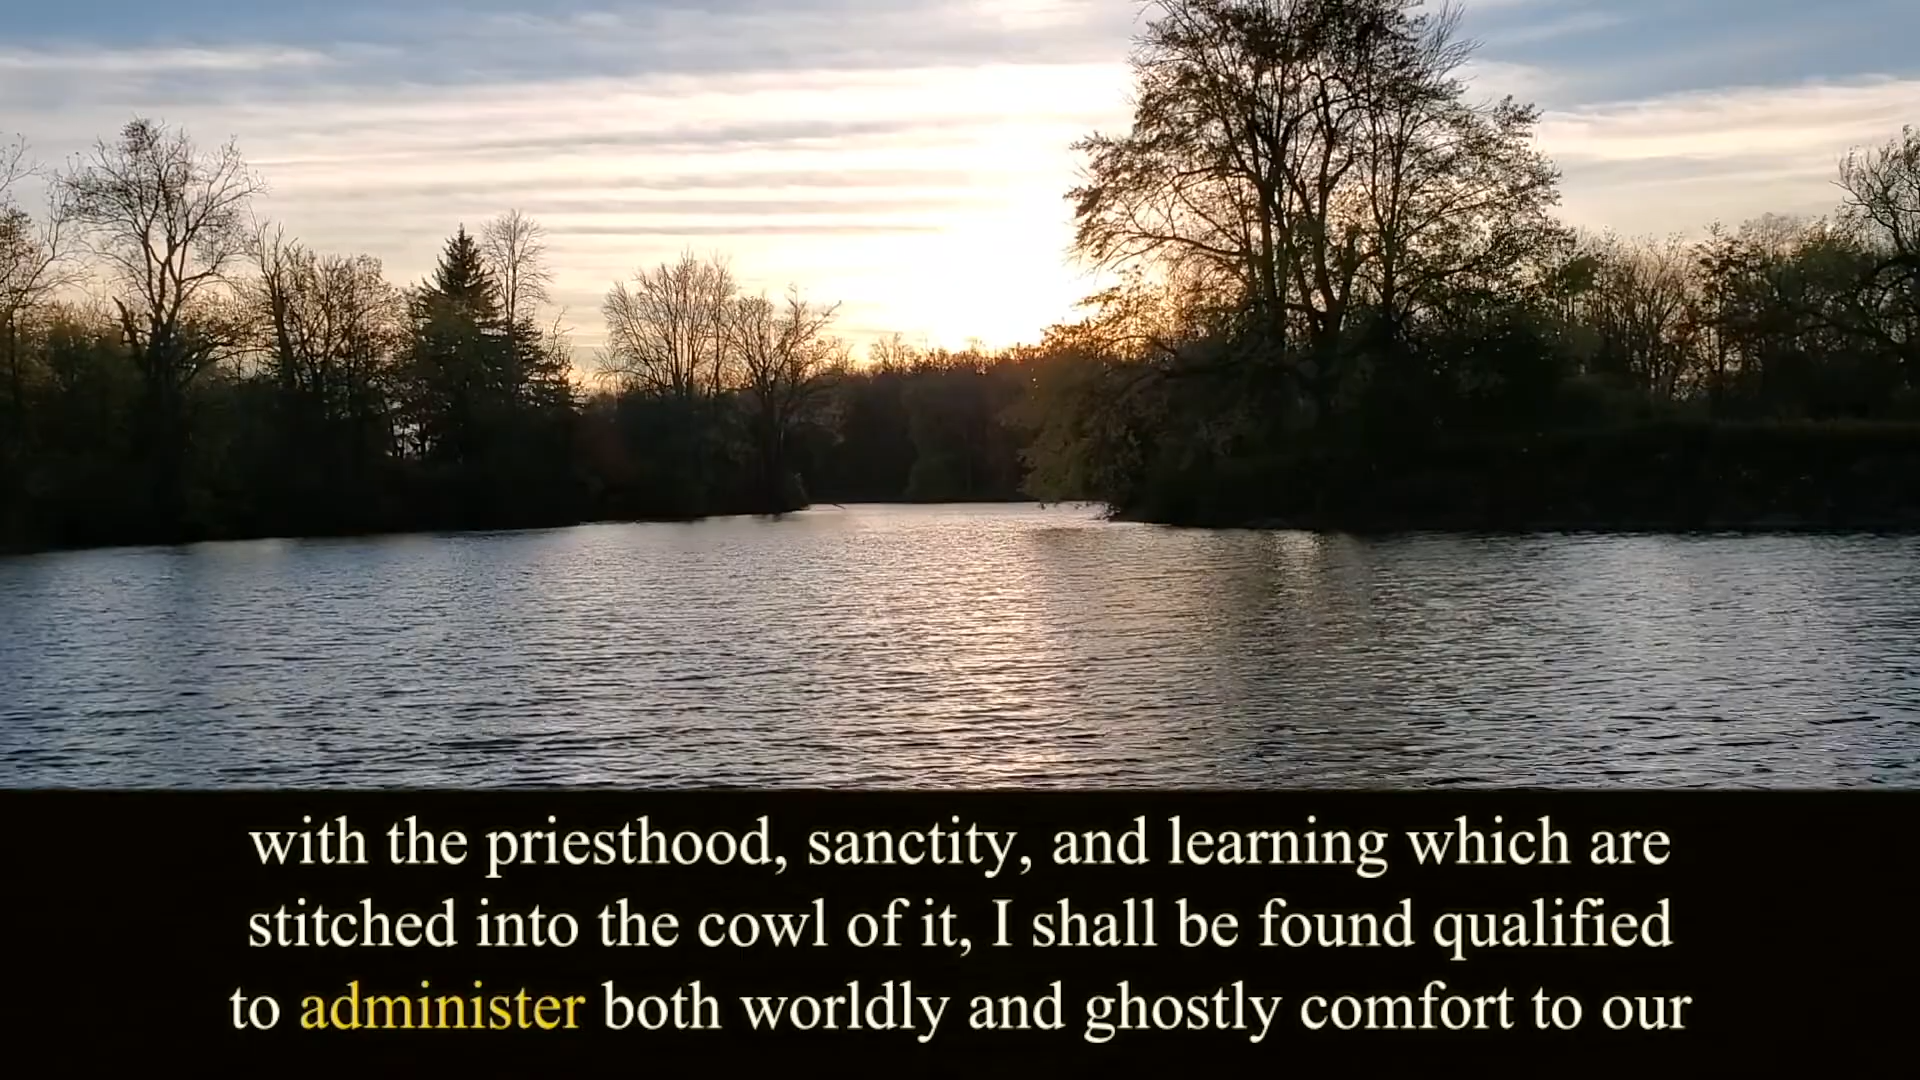 with the priesthood, sanctity, and learning which are
stitched into the cowl of it, I shall be found qualified
to administer both worldly and ghostly comfort to our